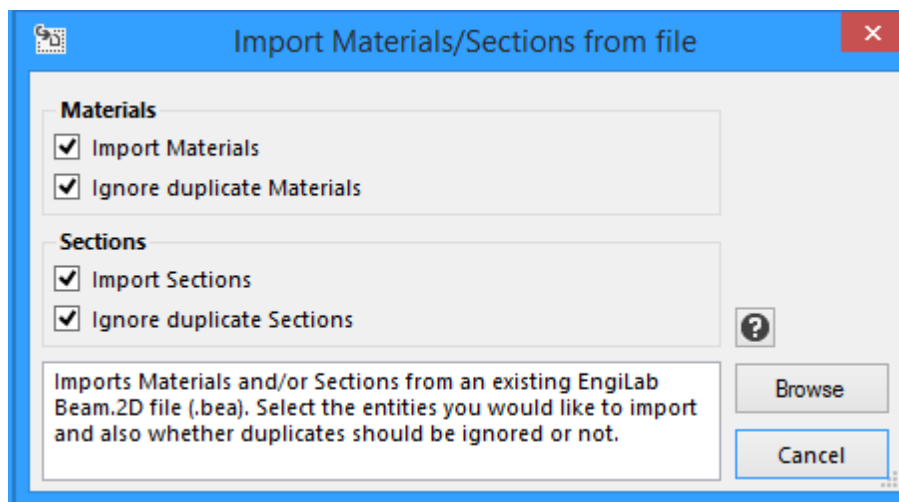 Import Materials/Sections from file
Materials
Import Materials
Ignore duplicate Materials
Sections
Import Sections
Ignore duplicate Sections
Imports Materials and/or Sections from an existing EngiLab
Beam.2D file (.bea). Select the entities you would like to import
and also whether duplicates should be ignored or not.
?
Browse
Cancel